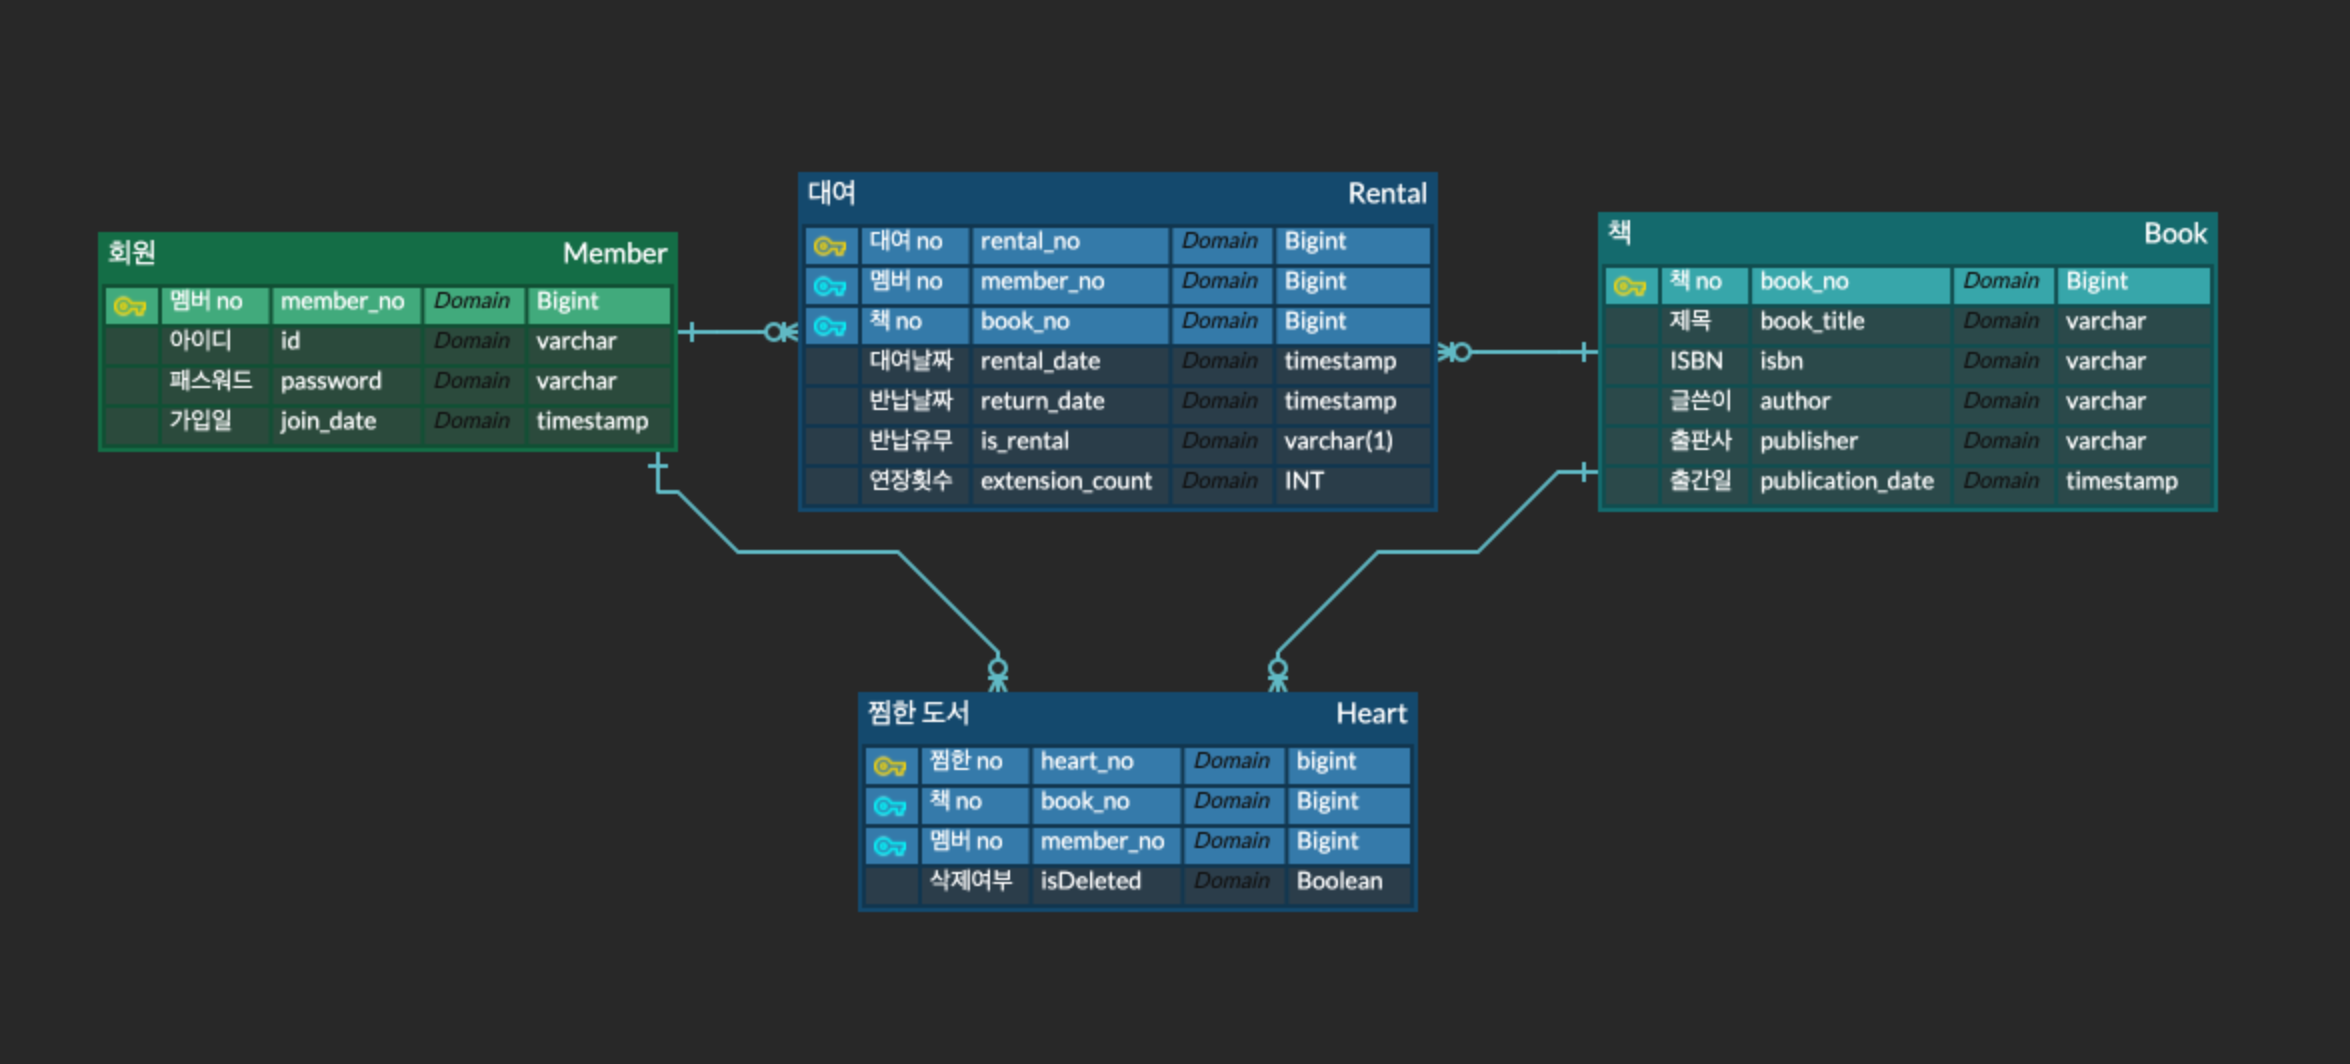 회원 Member
멤버 no member_no Domain Bigint
아이디 id Domain varchar
패스워드 password Domain varchar
가입일 join_date Domain timestamp
대여 Rental
대여 no rental_no Domain Bigint
멤버 no member_no Domain Bigint
책 no book_no Domain Bigint
대여날짜 rental_date Domain timestamp
반납날짜 return_date Domain timestamp
반납유무 is_rental Domain varchar(1)
연장횟수 extension_count Domain INT
책 Book
책 no book_no Domain Bigint
제목 book_title Domain varchar
ISBN isbn Domain varchar
글쓴이 author Domain varchar
출판사 publisher Domain varchar
출간일 publication_date Domain timestamp
찜한 도서 Heart
찜한 no heart_no Domain bigint
책 no book_no Domain Bigint
멤버 no member_no Domain Bigint
삭제여부 isDeleted Domain Boolean